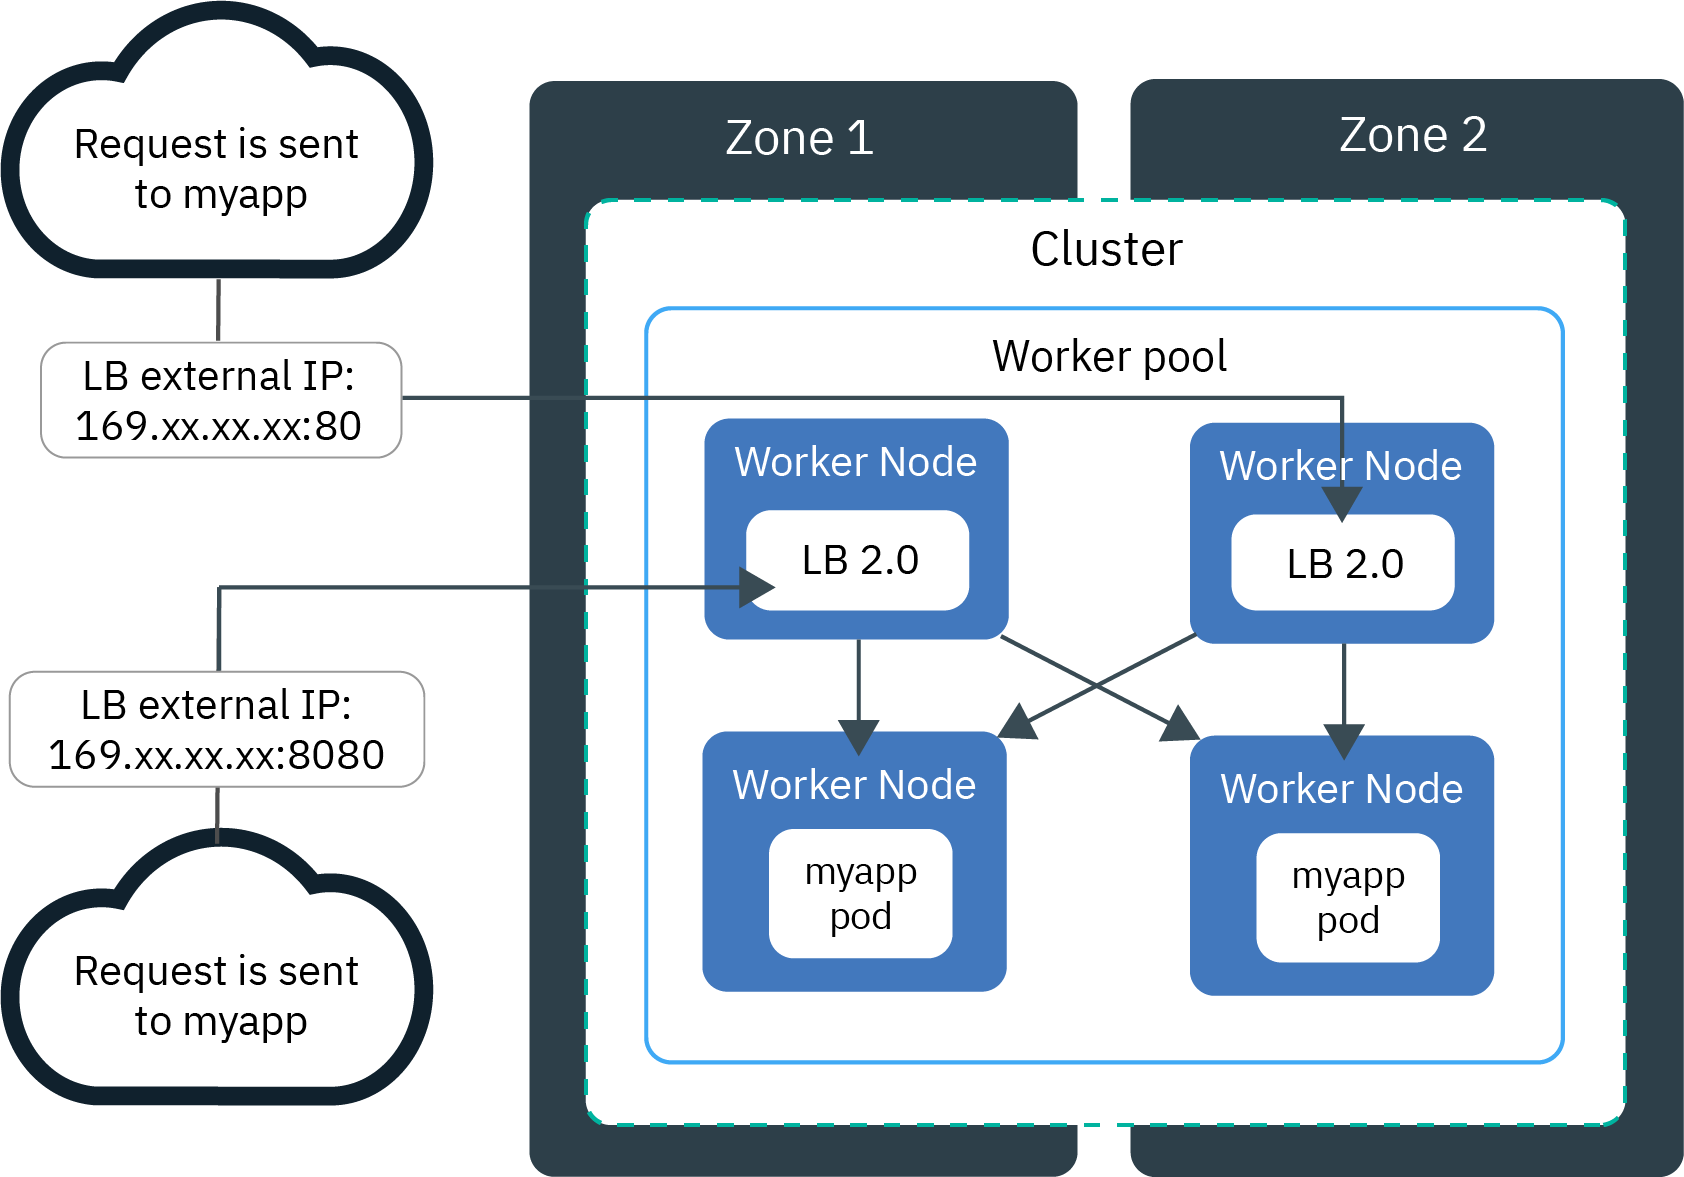 Request is sent
to myapp
LB external IP:
169.xx.xx.xx:80
LB external IP:
169.xx.xx.xx:8080
Request is sent
to myapp
Zone 1
Zone 2
Cluster
Worker pool
Worker Node
LB 2.0
Worker Node
LB 2.0
Worker Node
myapp
pod
Worker Node
myapp
pod